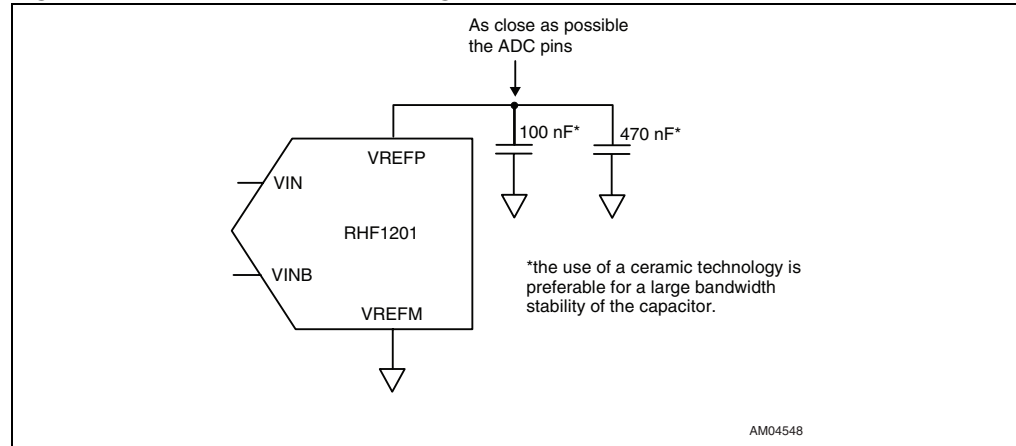 As close as possible
the ADC pins
100 nF*
470 nF*
VREFP
VIN
RHF1201
VINB
VREFM
*the use of a ceramic technology is
preferable for a large bandwidth
stability of the capacitor.
AM04548